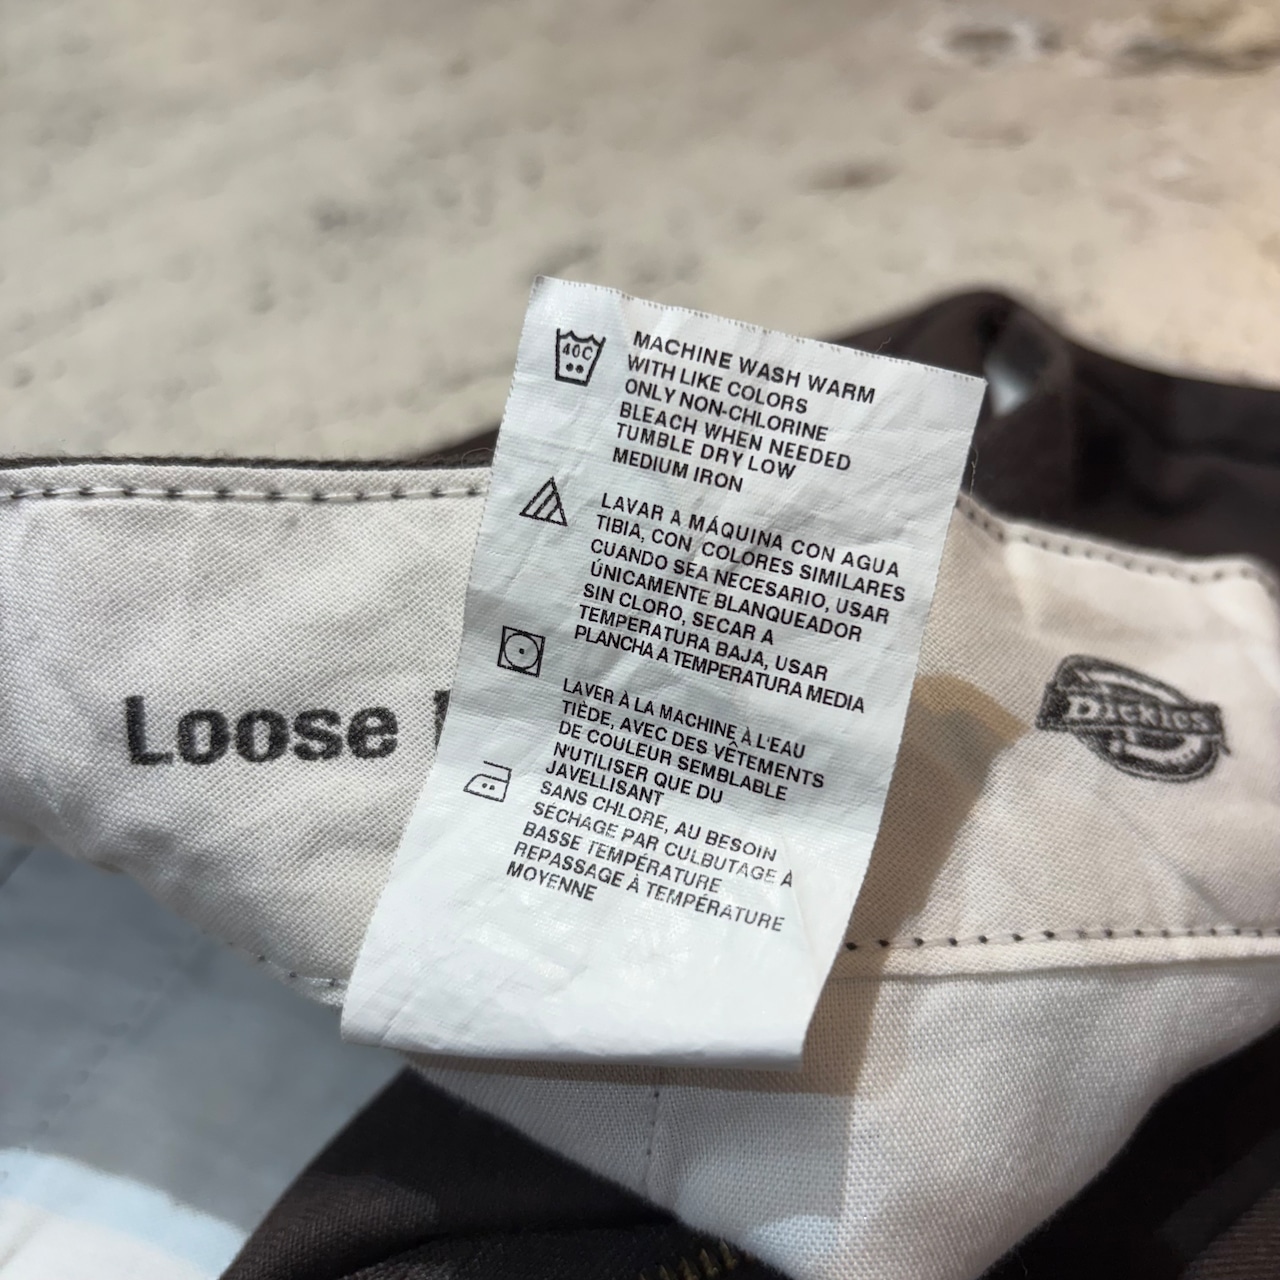 40C
MACHINE WASH WARM
WITH LIKE COLORS
ONLY NON-CHLORINE
BLEACH WHEN NEEDED
TUMBLE DRY LOW
MEDIUM IRON
LAVAR A MÁQUINA CON AGUA
TIBIA, CON COLORES SIMILARES
CUANDO SEA NECESARIO, USAR
ÚNICAMENTE BLANQUEADOR
SIN CLORO, SECAR A
TEMPERATURA BAJA, USAR
PLANCHA A TEMPERATURA MEDIA
LAVER À LA MACHINE À L'EAU
TIÈDE, AVEC DES VÊTEMENTS
DE COULEUR SEMBLABLE
N'UTILISER QUE DU
JAVELLISANT
SANS CHLORE, AU BESOIN
SÉCHAGE PAR CULBUTAGE À
BASSE TEMPÉRATURE
REPASSAGE À TEMPÉRATURE
MOYENNE
Loose
DICKIES